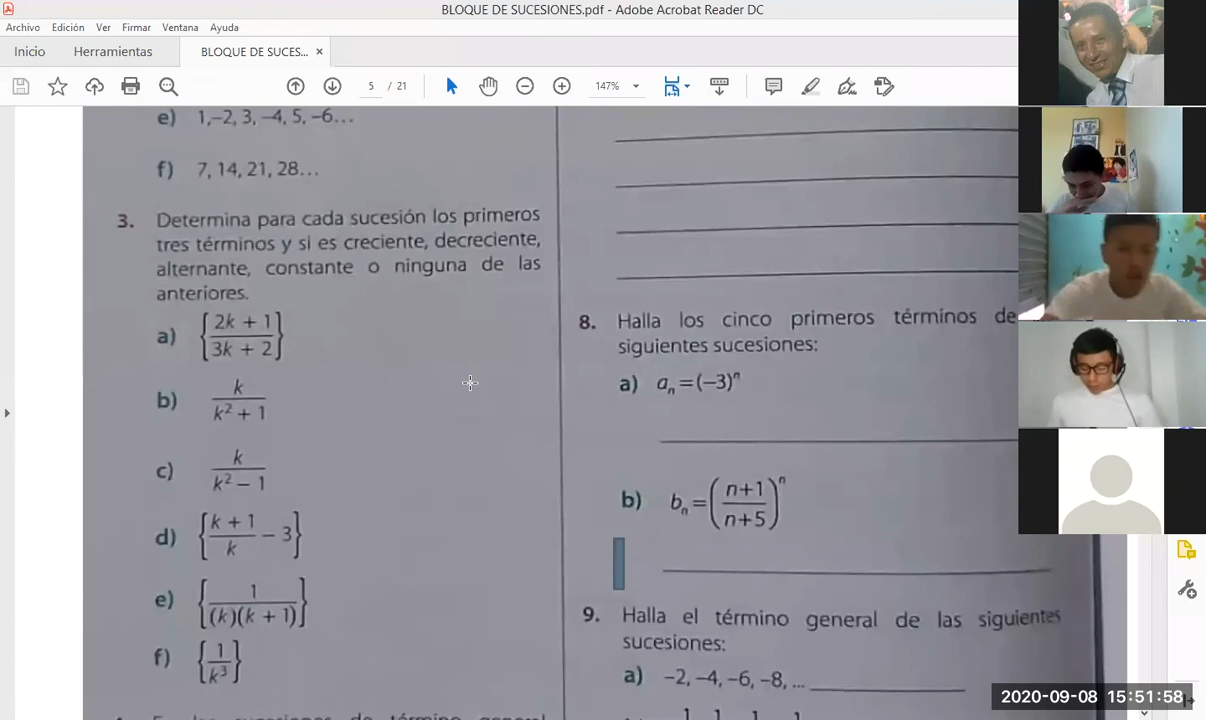 BLOQUE DE SUCESIONES.pdf - Adobe Acrobat Reader DC
Archivo Edición Ver Firmar Ventana Ayuda
Inicio Herramientas BLOQUE DE SUCES... ×
5 / 21 147%
e) 1,–2, 3, –4, 5, –6...
f) 7, 14, 21, 28...
3. Determina para cada sucesión los primeros
tres términos y si es creciente, decreciente,
alternante, constante o ninguna de las
anteriores.
a) {(2k + 1)/(3k + 2)}
b) k/(k² + 1)
c) k/(k² – 1)
d) {(k + 1)/k – 3}
e) {1/((k)(k + 1))}
f) {1/k³}
8. Halla los cinco primeros términos de
siguientes sucesiones:
a) aₙ = (–3)ⁿ
b) bₙ = ((n+1)/(n+5))ⁿ
9. Halla el término general de las siguientes
sucesiones:
a) –2, –4, –6, –8, ...
2020-09-08 15:51:58